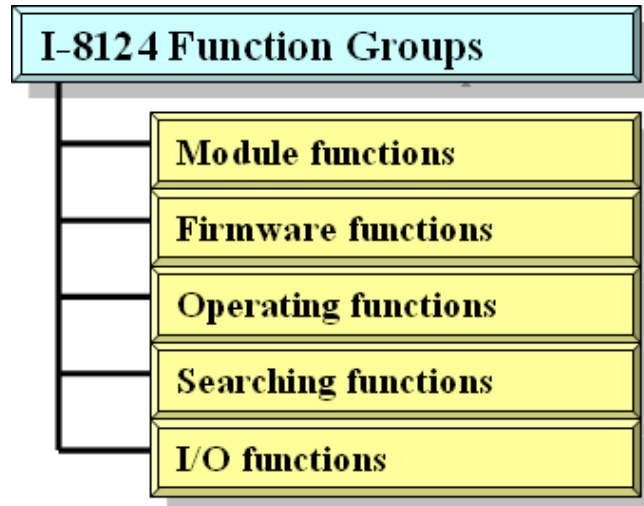 I-8124 Function Groups
Module functions
Firmware functions
Operating functions
Searching functions
I/O functions